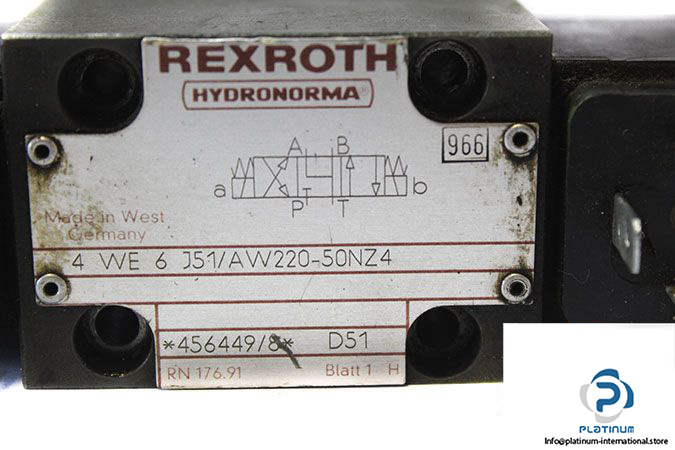 REXROTH
HYDRONORMA®
966
A B
a b
P T
Made in West
Germany
4 WE 6 J51/AW220-50NZ4
*456449/8* D51
RN 176.91 Blatt 1 H
PLATINUM
Info@platinum-international.store